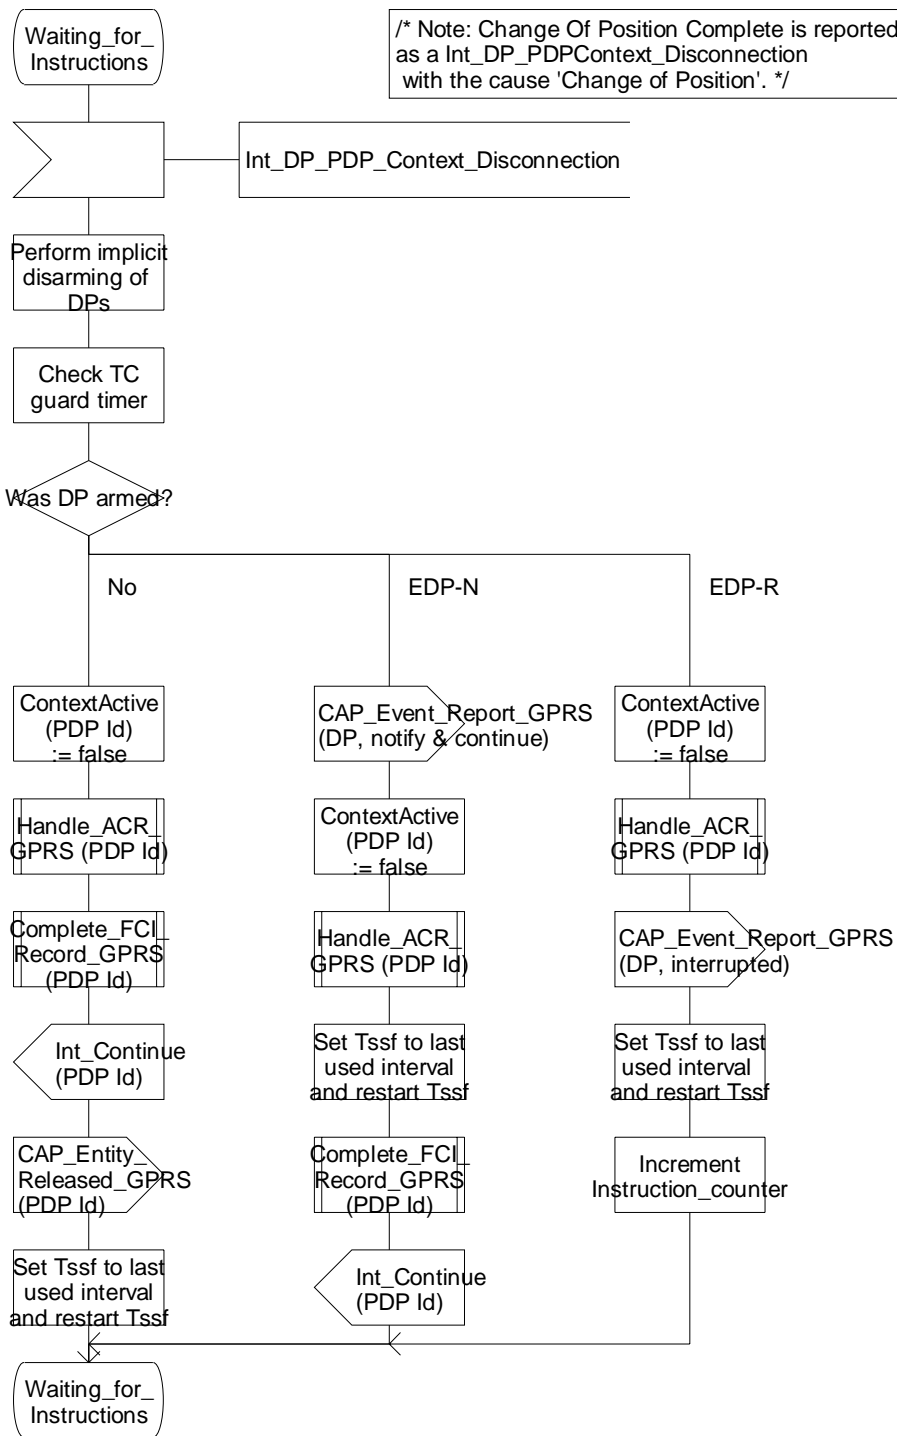 Waiting_for_
Instructions
/* Note: Change Of Position Complete is reported
as a Int_DP_PDPContext_Disconnection
with the cause 'Change of Position'. */
Int_DP_PDP_Context_Disconnection
Perform implicit
disarming of
DPs
Check TC
guard timer
Was DP armed?
No
EDP-N
EDP-R
ContextActive
(PDP Id)
:= false
Handle_ACR_
GPRS (PDP Id)
Complete_FCI_
Record_GPRS
(PDP Id)
Int_Continue
(PDP Id)
CAP_Entity_
Released_GPRS
(PDP Id)
Set Tssf to last
used interval
and restart Tssf
CAP_Event_Report_GPRS
(DP, notify & continue)
ContextActive
(PDP Id)
:= false
Handle_ACR_
GPRS (PDP Id)
Set Tssf to last
used interval
and restart Tssf
Complete_FCI_
Record_GPRS
(PDP Id)
Int_Continue
(PDP Id)
ContextActive
(PDP Id)
:= false
Handle_ACR_
GPRS (PDP Id)
CAP_Event_Report_GPRS
(DP, interrupted)
Set Tssf to last
used interval
and restart Tssf
Increment
Instruction_counter
Waiting_for_
Instructions